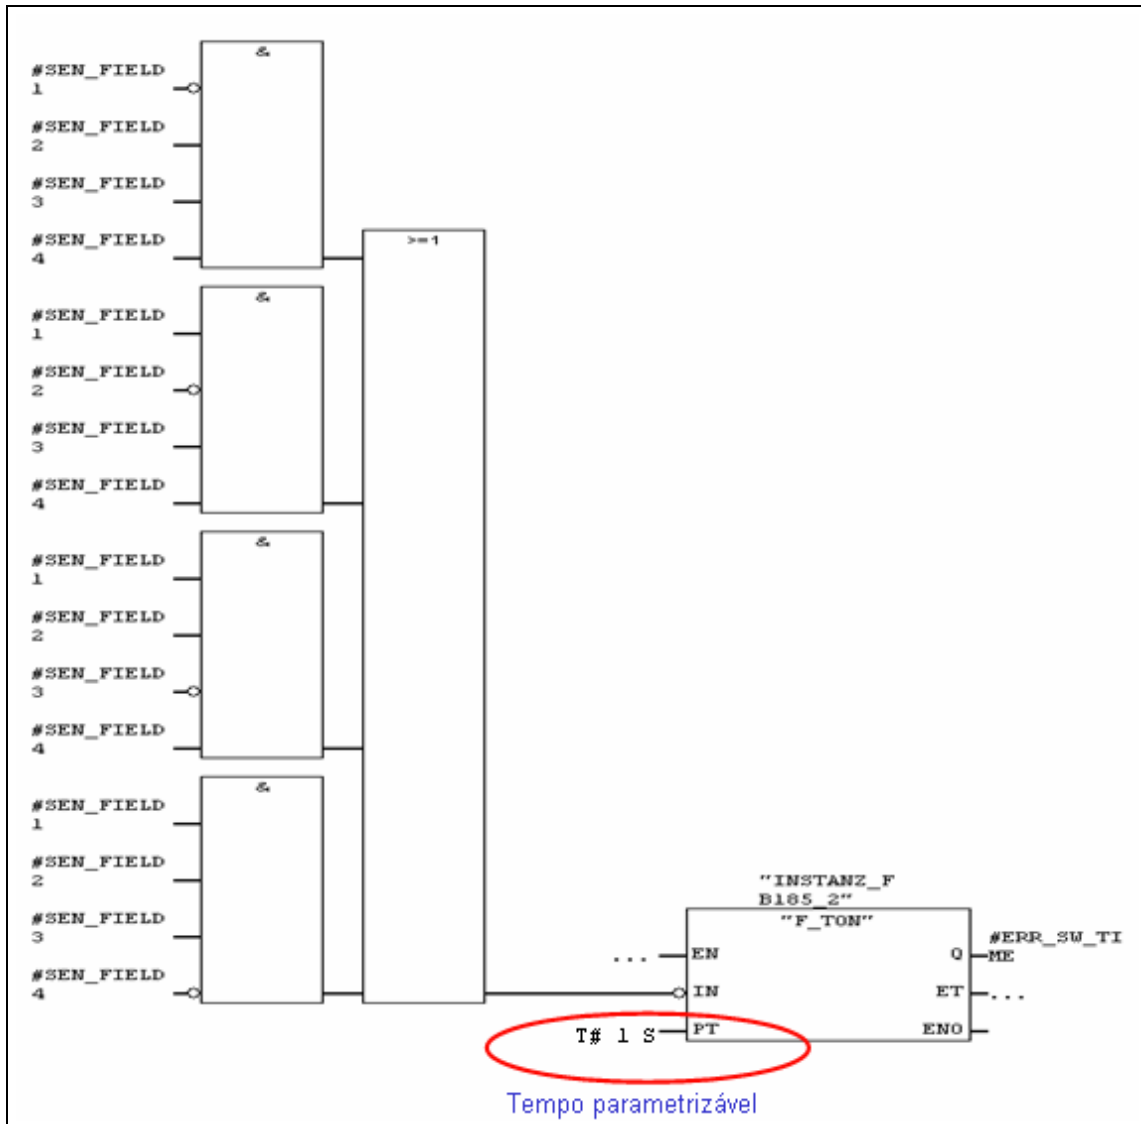 &
#SEN_FIELD
1
#SEN_FIELD
2
#SEN_FIELD
3
#SEN_FIELD
4
>=1
&
#SEN_FIELD
1
#SEN_FIELD
2
#SEN_FIELD
3
#SEN_FIELD
4
&
#SEN_FIELD
1
#SEN_FIELD
2
#SEN_FIELD
3
#SEN_FIELD
4
&
#SEN_FIELD
1
#SEN_FIELD
2
#SEN_FIELD
3
#SEN_FIELD
4
"INSTANZ_F
B185_2"
"F_TON"
... EN
Q
#ERR_SW_TI
ME
IN
ET ...
T# 1 S
PT
ENO
Tempo parametrizável